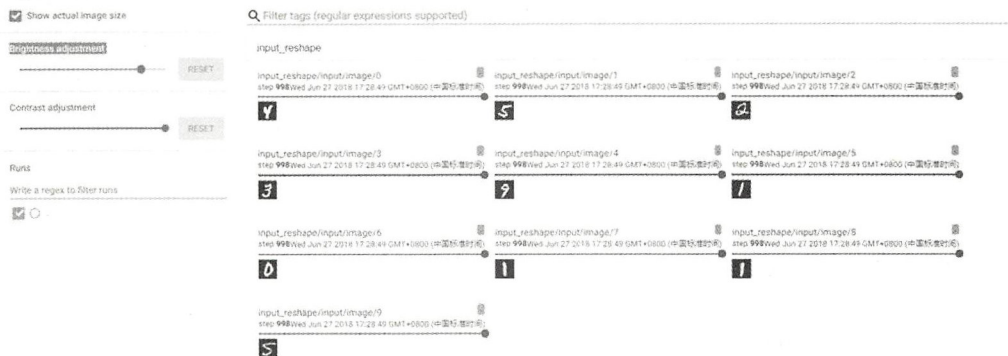 Show actual image size
Filter tags (regular expressions supported)
Brightness adjustment
RESET
Contrast adjustment
RESET
Runs
Write a regex to filter runs
input_reshape
input_reshape/input/image/0
step 998Wed Jun 27 2018 17:28:49 GMT+0800 (中国标准时间)
4
input_reshape/input/image/1
step 998Wed Jun 27 2018 17:28:49 GMT+0800 (中国标准时间)
5
input_reshape/input/image/2
step 998Wed Jun 27 2018 17:28:49 GMT+0800 (中国标准时间)
2
input_reshape/input/image/3
step 998Wed Jun 27 2018 17:28:49 GMT+0800 (中国标准时间)
3
input_reshape/input/image/4
step 998Wed Jun 27 2018 17:28:49 GMT+0800 (中国标准时间)
9
input_reshape/input/image/5
step 998Wed Jun 27 2018 17:28:49 GMT+0800 (中国标准时间)
1
input_reshape/input/image/6
step 998Wed Jun 27 2018 17:28:49 GMT+0800 (中国标准时间)
0
input_reshape/input/image/7
step 998Wed Jun 27 2018 17:28:49 GMT+0800 (中国标准时间)
1
input_reshape/input/image/8
step 998Wed Jun 27 2018 17:28:49 GMT+0800 (中国标准时间)
1
input_reshape/input/image/9
step 998Wed Jun 27 2018 17:28:49 GMT+0800 (中国标准时间)
5